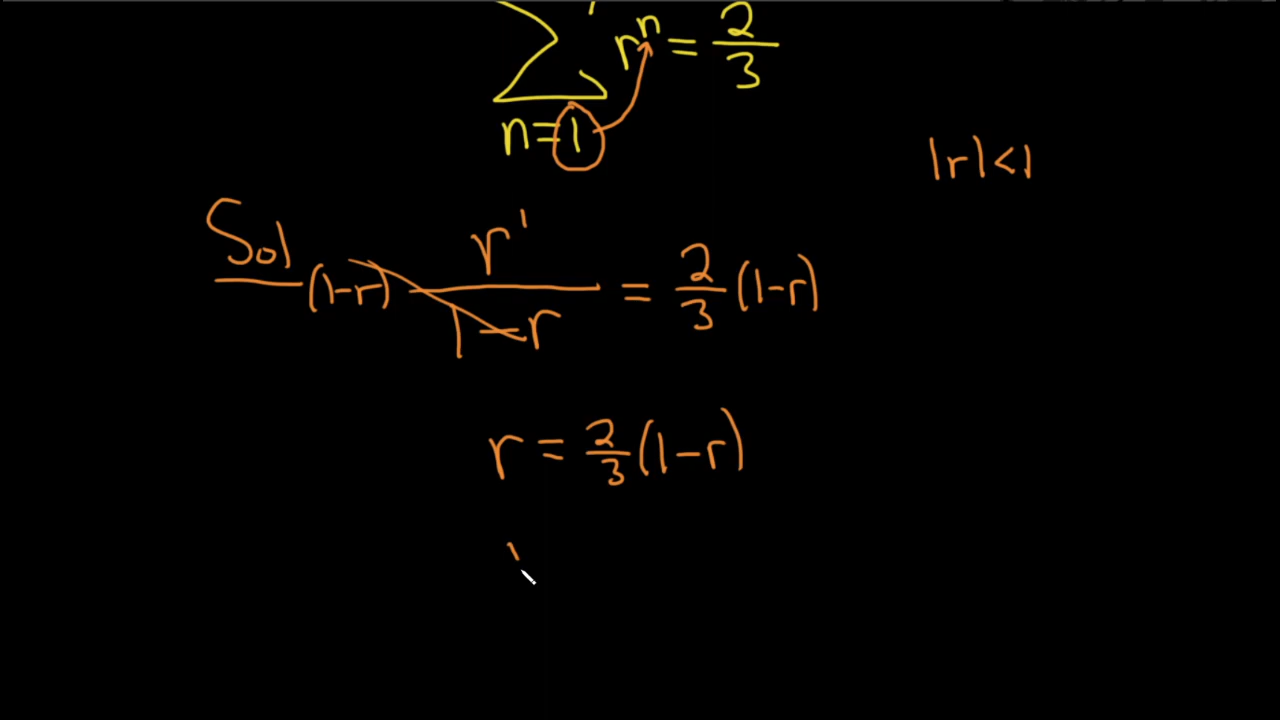 ∑ rⁿ = 2/3
n=1
|r|<1
Sol (1-r) r¹/(1-r) = 2/3 (1-r)
r = 2/3 (1-r)